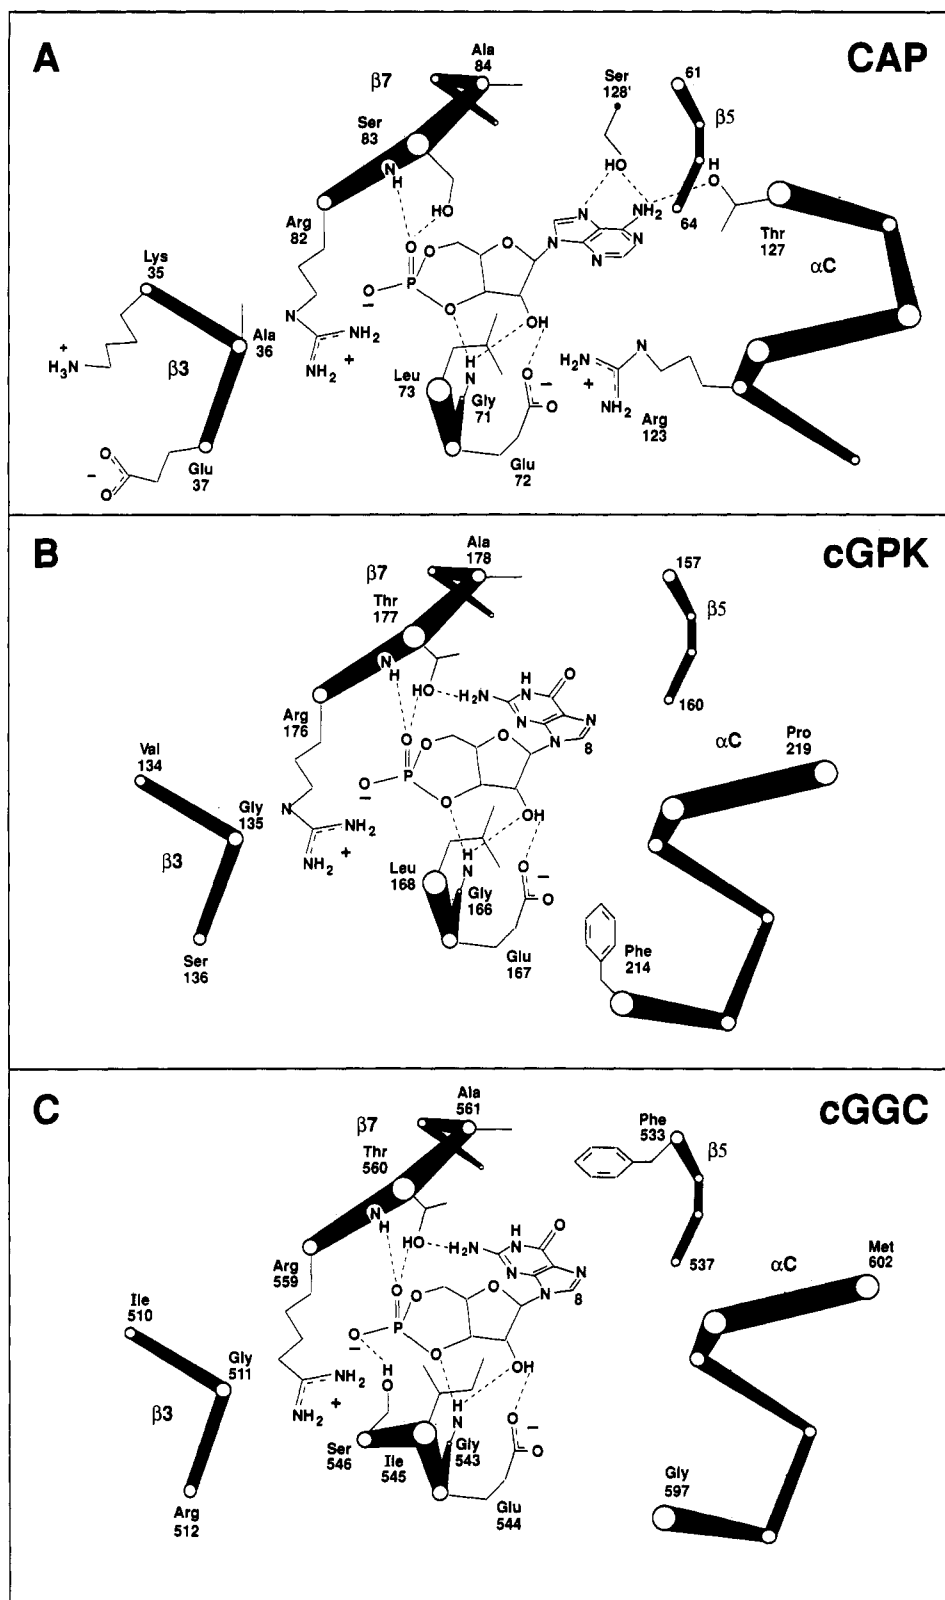 A
CAP
Ala
84
β7
Ser
83
N
H
Arg
82
HO
Ser
128'
HO
61
β5
H
O
64
Thr
127
αC
N
NH2
N
N
N
Lys
35
+
H3N
β3
Ala
36
Glu
37
O
O
−
O
O
P
O
−
O
O
OH
N
NH2
NH2
+
Leu
73
H
N
Gly
71
O
−
O
Glu
72
H2N
N
+
NH2
Arg
123
B
cGPK
Ala
178
β7
Thr
177
N
H
Arg
176
HO
H2N
H
N
O
N
N
N
8
157
β5
160
αC
Pro
219
Val
134
Gly
135
β3
Ser
136
O
O
P
O
−
O
O
OH
N
NH2
NH2
+
Leu
168
H
N
Gly
166
O
−
O
Glu
167
Phe
214
C
cGGC
Ala
561
β7
Thr
560
N
H
Arg
559
HO
H2N
H
N
O
N
N
N
8
Phe
533
β5
537
αC
Met
602
Ile
510
Gly
511
β3
Arg
512
O
O
P
O
−
O
O
OH
NH2
NH2
+
H
O
Ser
546
Ile
545
H
N
Gly
543
O
−
O
Glu
544
Gly
597